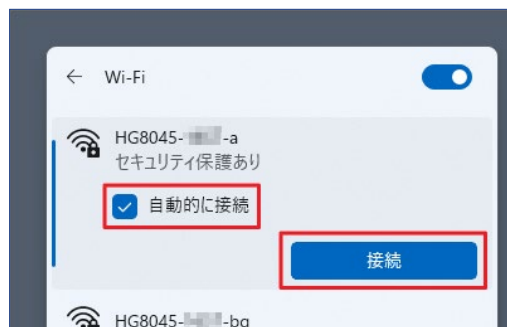 Wi-Fi
HG8045- -a
セキュリティ保護あり
自動的に接続
接続
HG8045- -bg